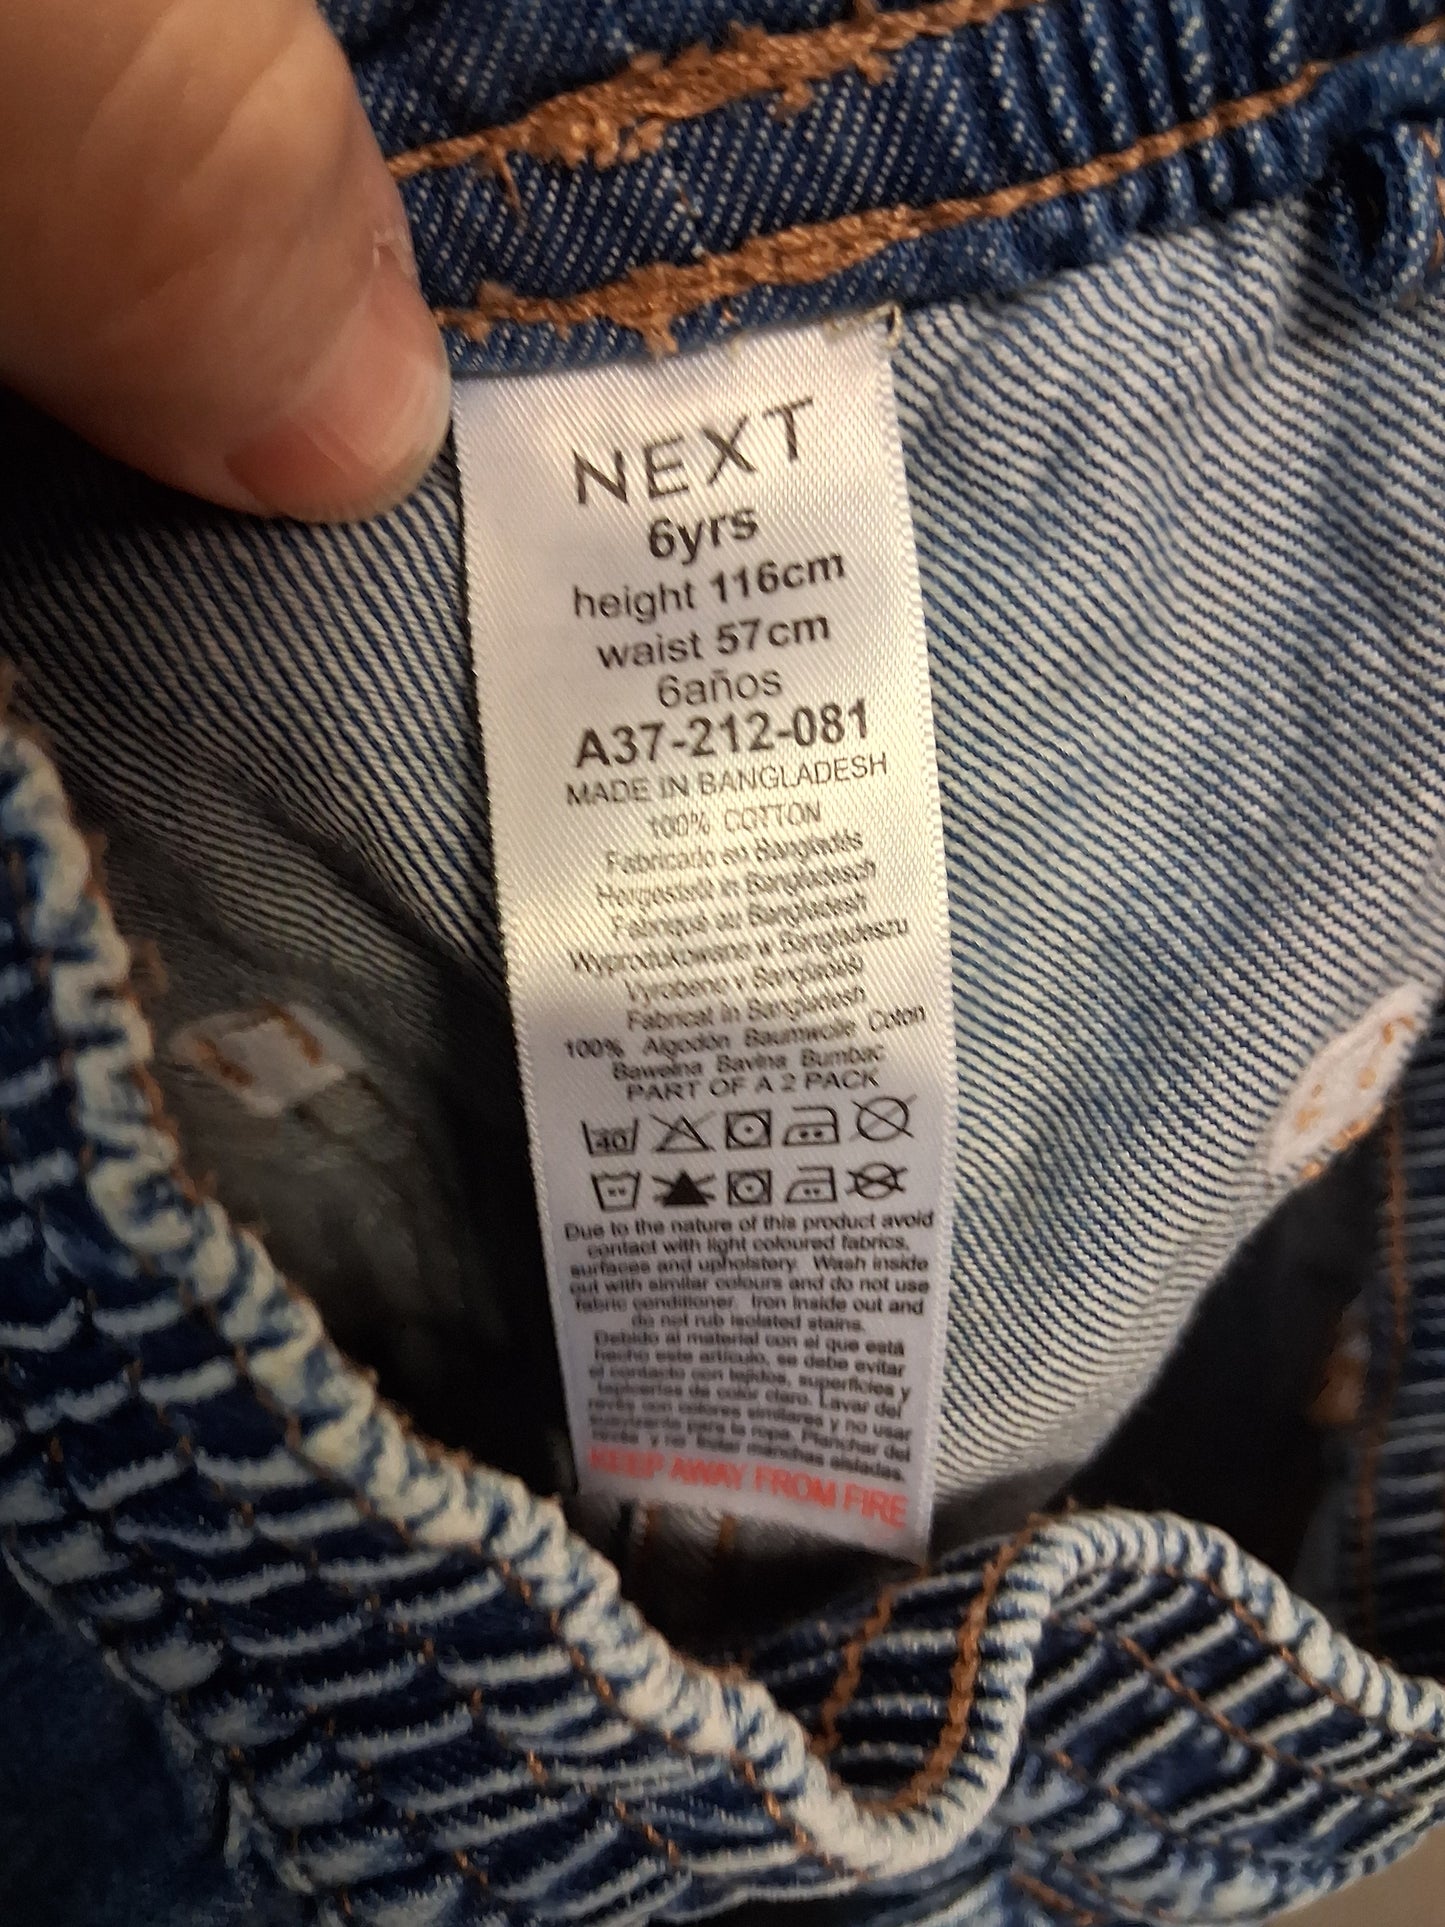 NEXT
6yrs
height 116cm
waist 57cm
6años
A37-212-081
MADE IN BANGLADESH
100% COTTON
Fabricado en Bangladés
Hergestellt in Bangladesch
Fabriqué au Bangladesh
Wyprodukowano w Bangladeszu
Vyrobeno v Bangladéši
Fabricat în Bangladesh
100% Algodón Baumwolle Coton
Bawełna Bavlna Bumbac
PART OF A 2 PACK
40
Due to the nature of this product avoid
contact with light coloured fabrics,
surfaces and upholstery. Wash inside
out with similar colours and do not use
fabric conditioner. Iron inside out and
do not rub isolated stains.
Debido al material con el que está
hecho este artículo, se debe evitar
el contacto con tejidos, superficies y
tapicerías de color claro. Lavar del
revés con colores similares y no usar
suavizante para la ropa. Planchar del
revés y no frotar manchas aisladas.
KEEP AWAY FROM FIRE